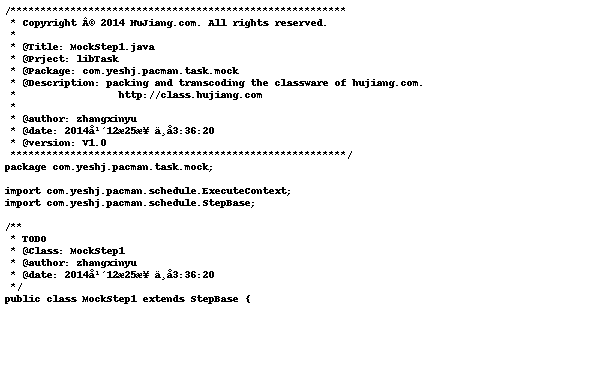 /********************************************************
 * Copyright Â© 2014 HuJiang.com. All rights reserved.
 *
 * @Title: MockStep1.java
 * @Prject: libTask
 * @Package: com.yeshj.pacman.task.mock
 * @Description: packing and transcoding the classware of hujiang.com.
 *                 http://class.hujiang.com
 *
 * @author: zhangxinyu
 * @date: 2014å¹´12æ25æ¥ ä¸å3:36:20
 * @version: V1.0
 ********************************************************/
package com.yeshj.pacman.task.mock;

import com.yeshj.pacman.schedule.ExecuteContext;
import com.yeshj.pacman.schedule.StepBase;

/**
 * TODO
 * @Class: MockStep1
 * @author: zhangxinyu
 * @date: 2014å¹´12æ25æ¥ ä¸å3:36:20
 */
public class MockStep1 extends StepBase {